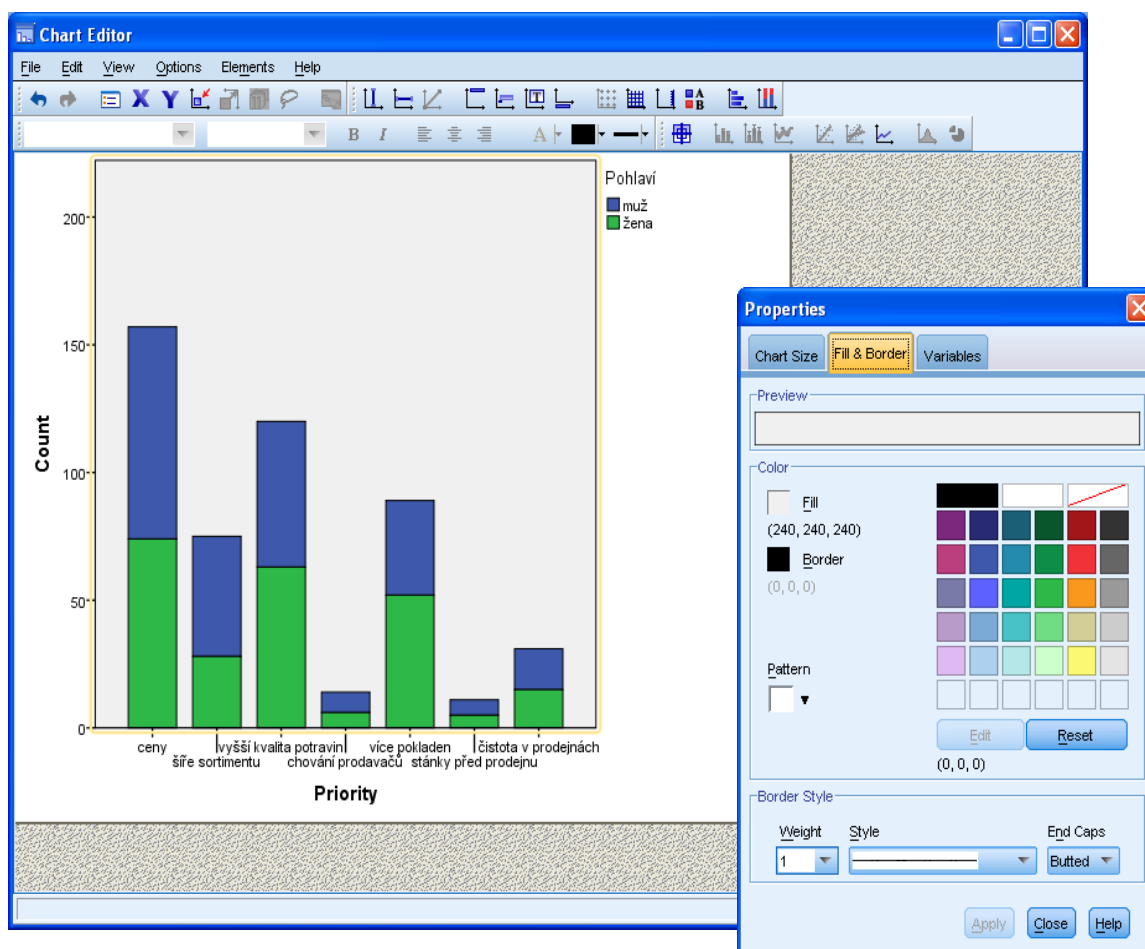 Chart Editor
File Edit View Options Elements Help
X Y
A
B
B I A
Pohlaví
muž
žena
200
150
100
50
0
Count
ceny vyšší kvalita potravin více pokladen čistota v prodejnách
šíře sortimentu chování prodavačů stánky před prodejnu
Priority
Properties
Chart Size Fill & Border Variables
Preview
Color
Fill
(240, 240, 240)
Border
(0, 0, 0)
Pattern
Edit Reset
(0, 0, 0)
Border Style
Weight Style End Caps
1 Butted
Apply Close Help